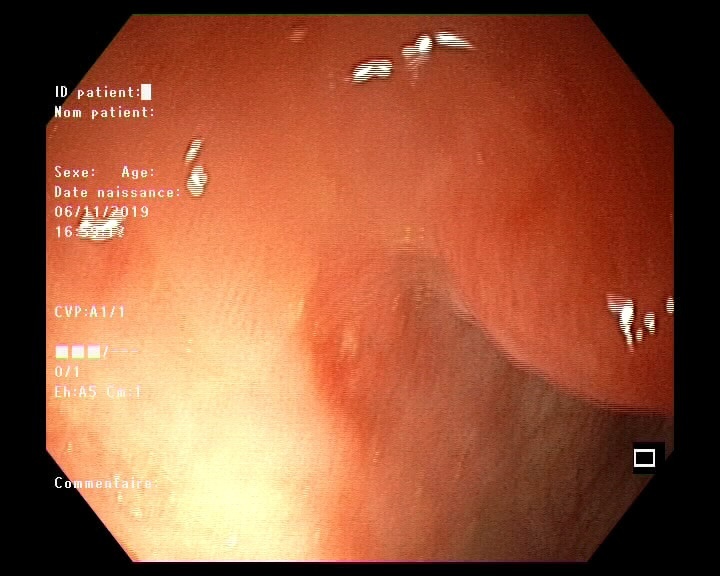 ID patient:
Nom patient:
Sexe: Age:
Date naissance:
06/11/2019
CVP:A1/1
0/1
Eh:A5 Cm:1
Commentaire: